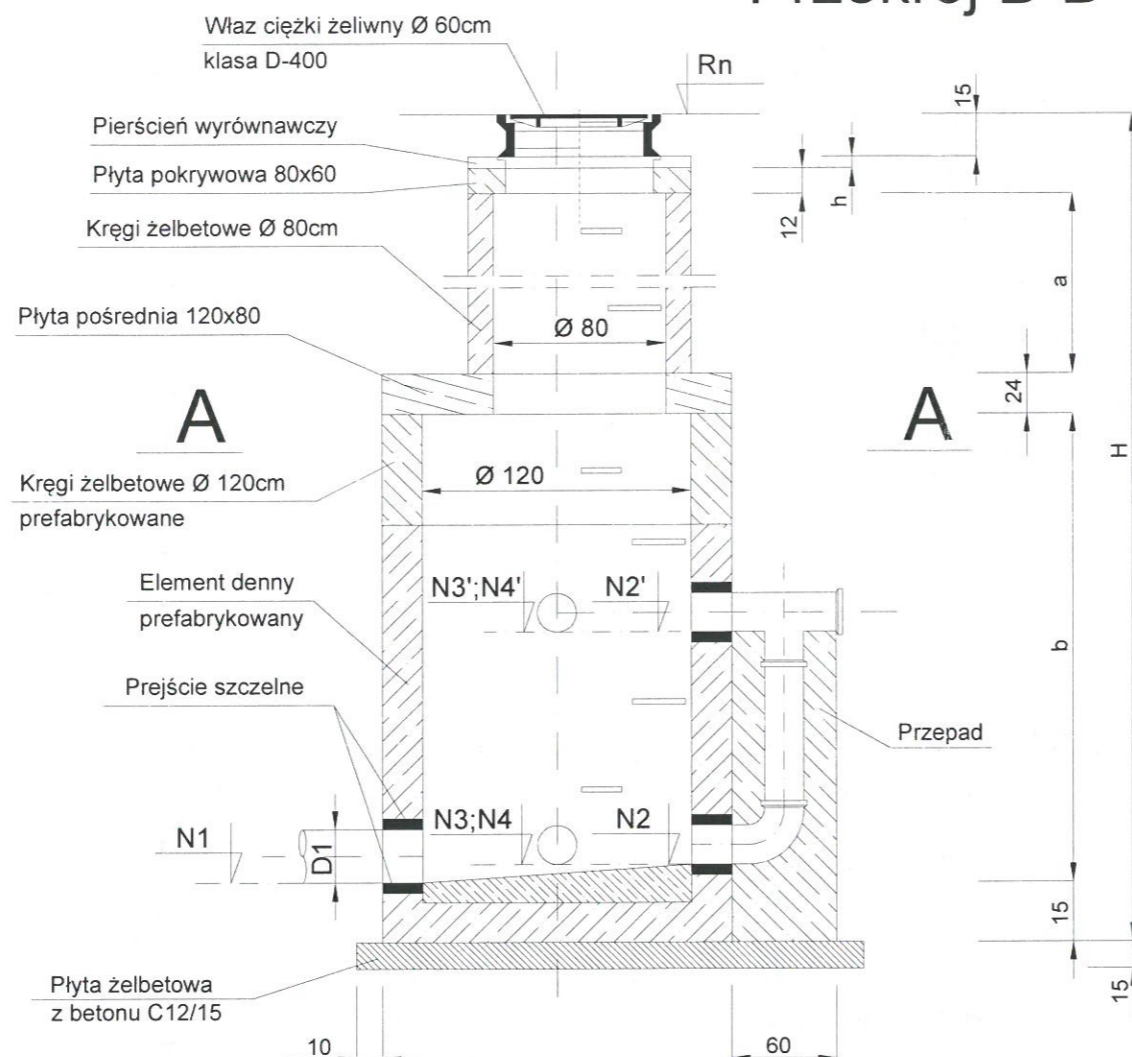 Przekrój B-B
Właz ciężki żeliwny Ø 60cm
klasa D-400
Rn
15
Pierścień wyrównawczy
Płyta pokrywowa 80x60
h
12
Kręgi żelbetowe Ø 80cm
a
Płyta pośrednia 120x80
Ø 80
24
A
A
H
Kręgi żelbetowe Ø 120cm
prefabrykowane
Ø 120
Element denny
prefabrykowany
N3';N4'
N2'
b
Prejście szczelne
Przepad
N1
D1
N3;N4
N2
15
Płyta żelbetowa
z betonu C12/15
15
10
60